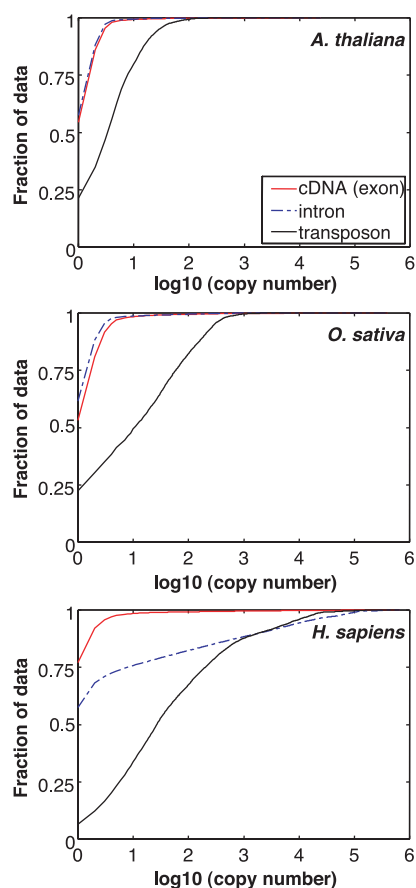 A. thaliana
Fraction of data
1
0.75
0.5
0.25
0
cDNA (exon)
intron
transposon
0 1 2 3 4 5 6
log10 (copy number)
O. sativa
Fraction of data
1
0.75
0.5
0.25
0
0 1 2 3 4 5 6
log10 (copy number)
H. sapiens
Fraction of data
1
0.75
0.5
0.25
0
0 1 2 3 4 5 6
log10 (copy number)